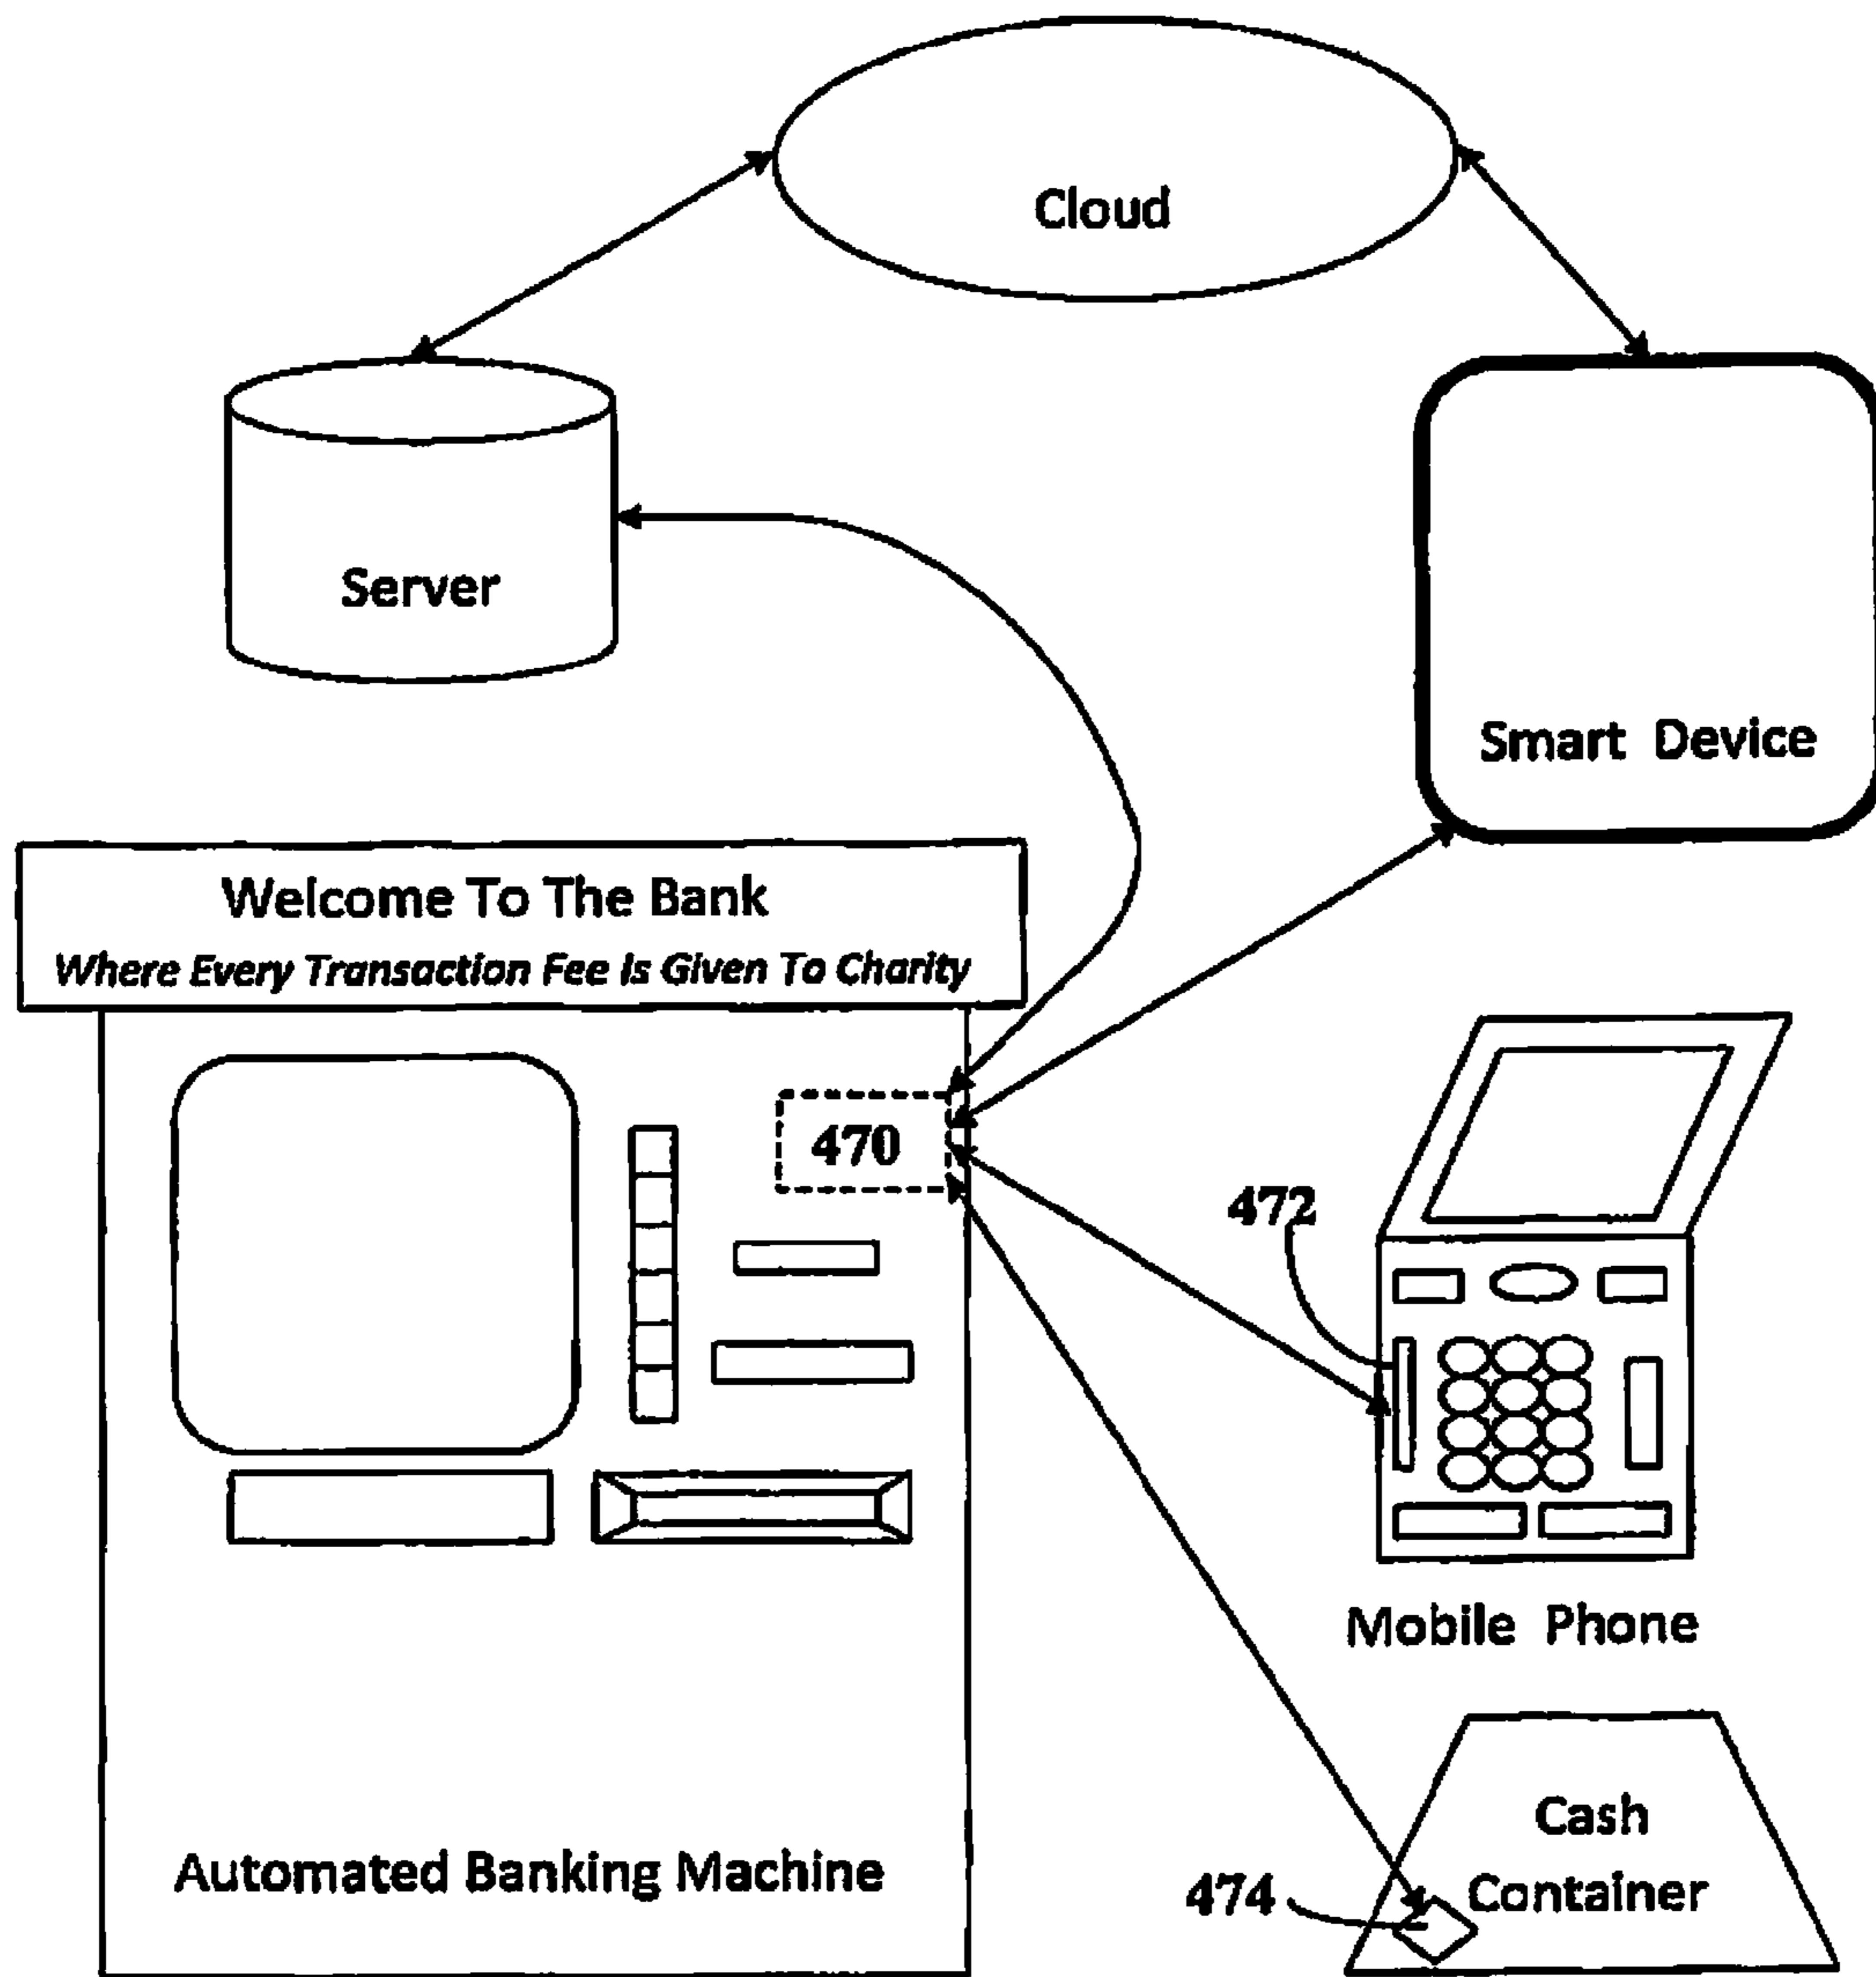 Cloud
Server
Smart Device
Welcome To The Bank
Where Every Transaction Fee Is Given To Charity
470
472
Mobile Phone
Cash
Container
Automated Banking Machine
474